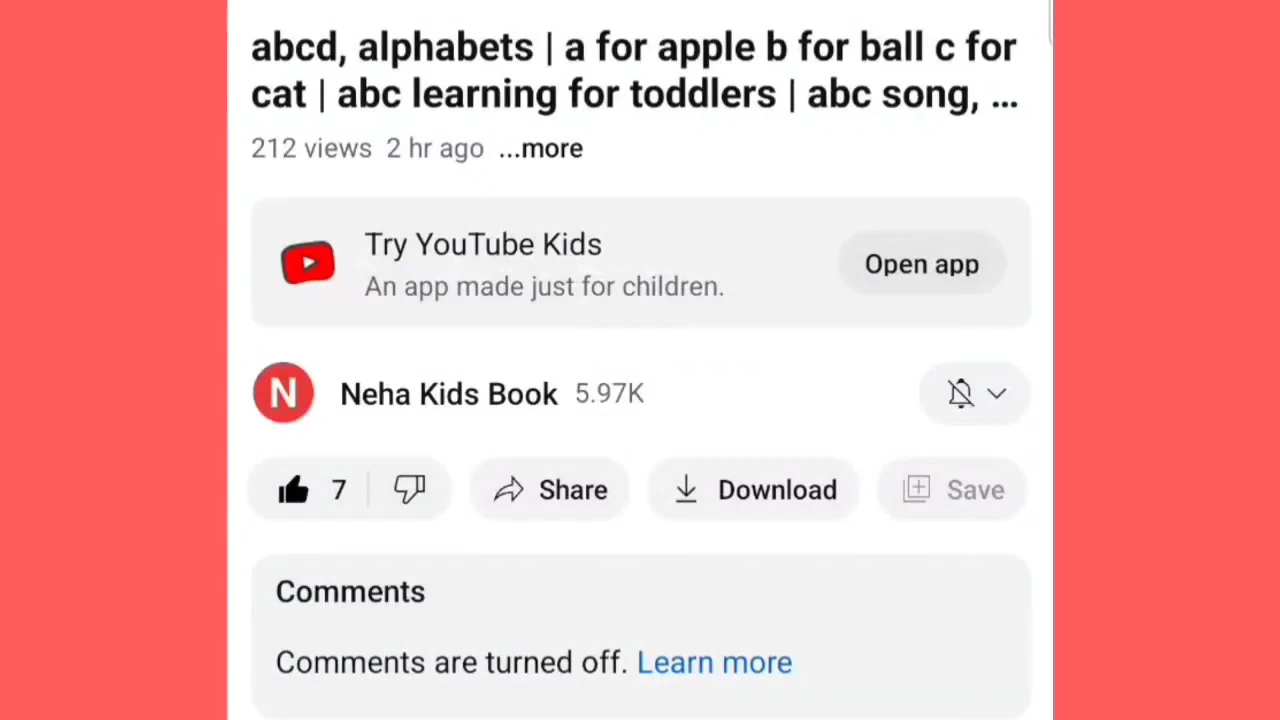 abcd, alphabets | a for apple b for ball c for
cat | abc learning for toddlers | abc song, ...
212 views 2 hr ago ...more
Try YouTube Kids
An app made just for children.
Open app
N Neha Kids Book 5.97K
7 Share Download Save
Comments
Comments are turned off. Learn more